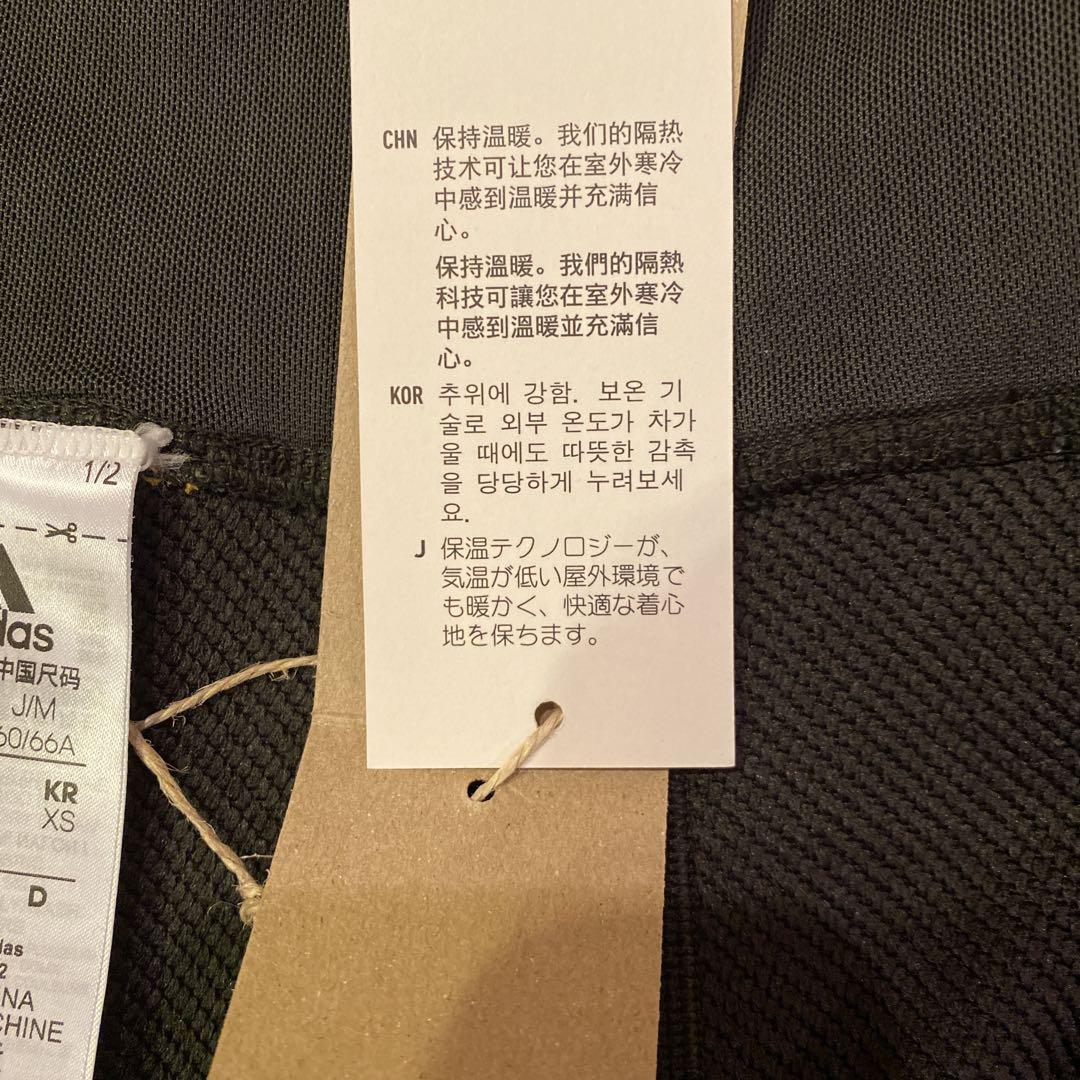 CHN 保持温暖。我们的隔热
技术可让您在室外寒冷
中感到温暖并充满信
心。
保持溫暖。我們的隔熱
科技可讓您在室外寒冷
中感到溫暖並充滿信
心。
KOR 추위에 강함. 보온 기
술로 외부 온도가 차가
울 때에도 따뜻한 감촉
을 당당하게 누려보세
요.
J 保温テクノロジーが、
気温が低い屋外環境で
も暖かく、快適な着心
地を保ちます。
1/2
das
中国尺码
J/M
60/66A
KR
XS
D
das
2
NA
CHINE